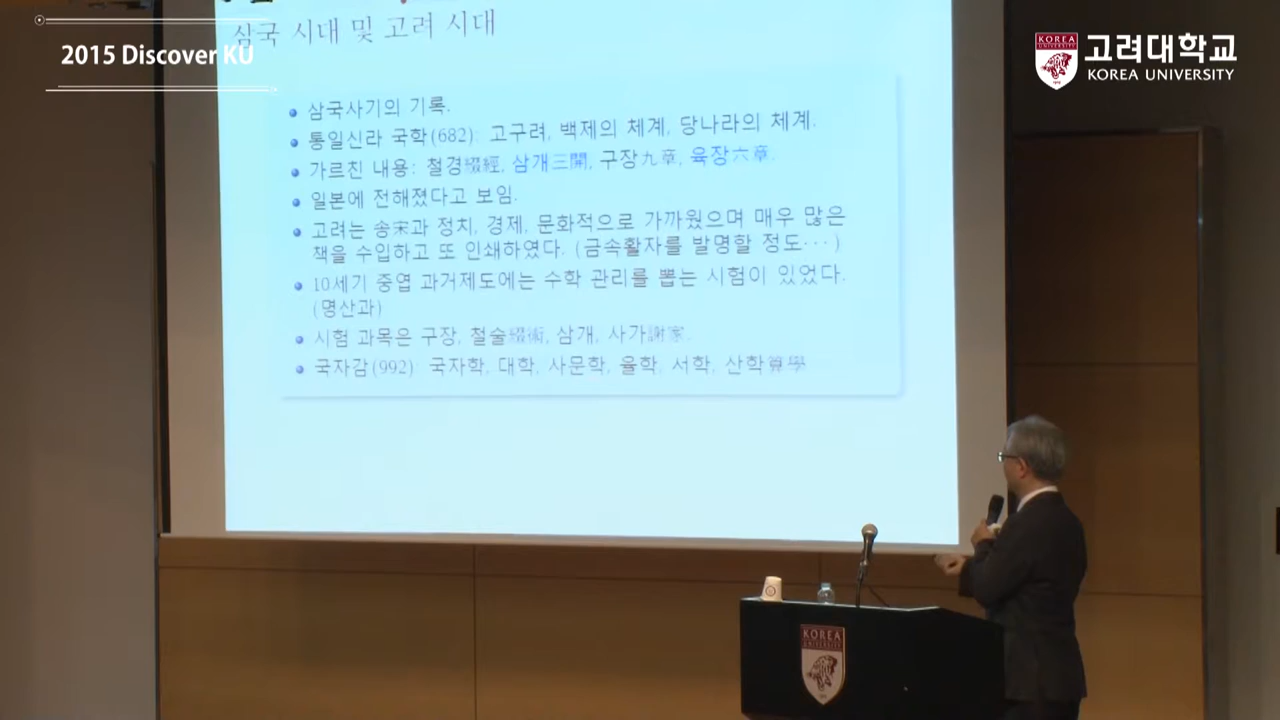 2015 Discover KU
KOREA
고려대학교
KOREA UNIVERSITY
삼국 시대 및 고려 시대
삼국사기의 기록.
통일신라 국학(682): 고구려, 백제의 체계, 당나라의 체계.
가르친 내용: 철경綴經, 삼개三開, 구장九章, 육장六章.
일본에 전해졌다고 보임.
고려는 송宋과 정치, 경제, 문화적으로 가까웠으며 매우 많은
책을 수입하고 또 인쇄하였다. (금속활자를 발명할 정도···)
10세기 중엽 과거제도에는 수학 관리를 뽑는 시험이 있었다.
(명산과)
시험 과목은 구장, 철술綴術, 삼개, 사가謝家.
국자감(992): 국자학, 대학, 사문학, 율학, 서학, 산학算學
KOREA
UNIVERSITY